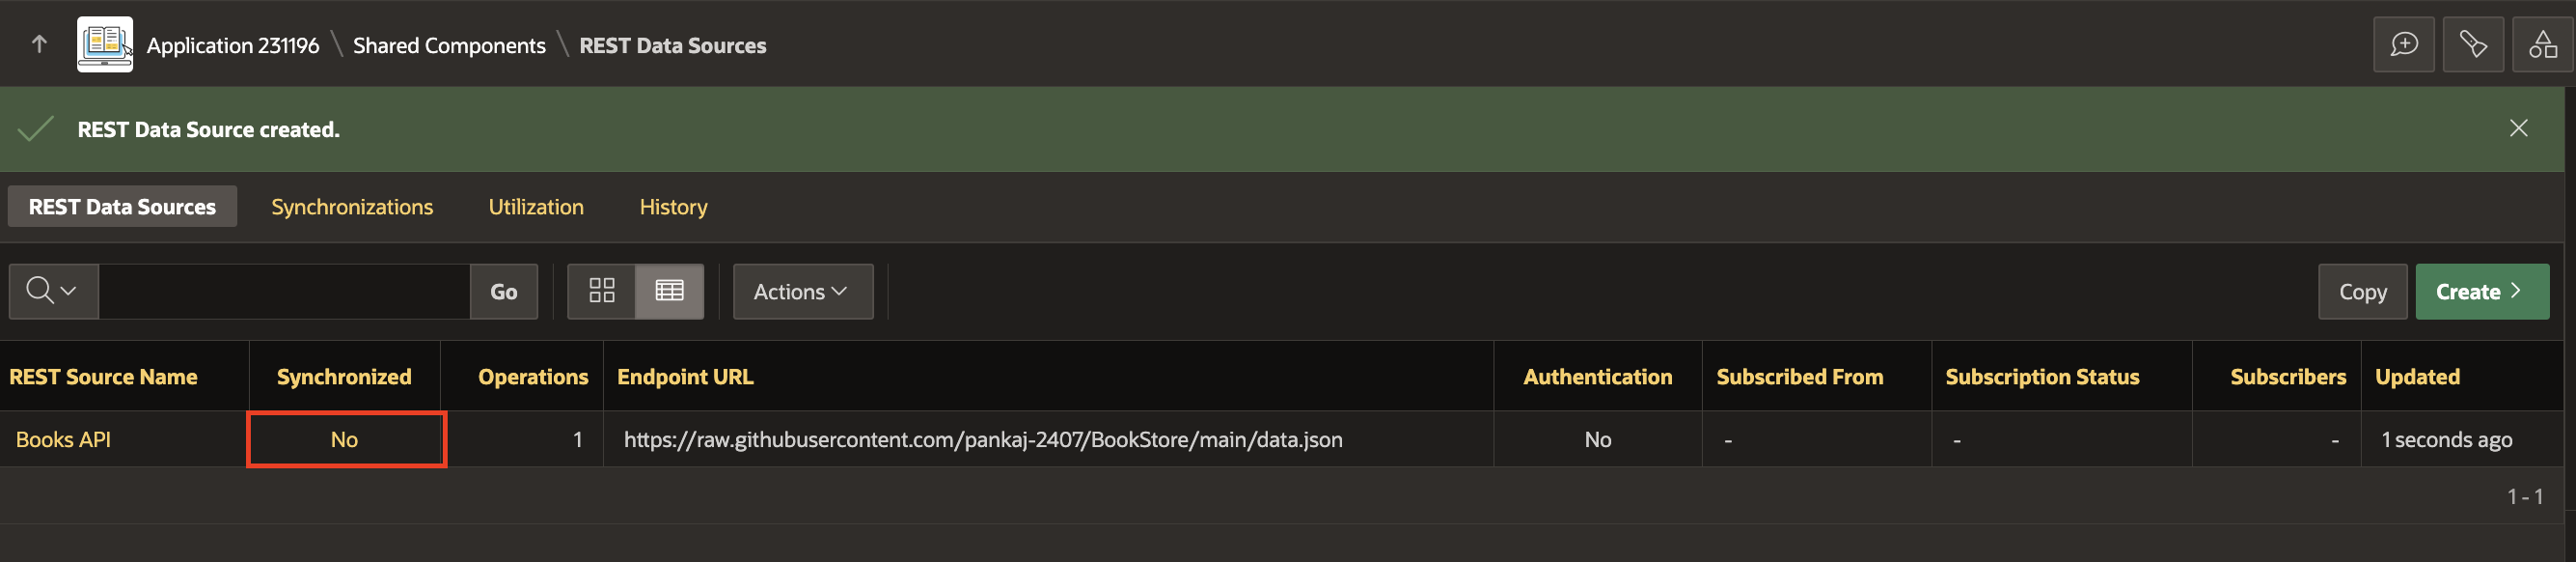 Application 231196 \ Shared Components \ REST Data Sources
REST Data Source created.
REST Data Sources Synchronizations Utilization History
Go Actions Copy Create
REST Source Name Synchronized Operations Endpoint URL Authentication Subscribed From Subscription Status Subscribers Updated
Books API No 1 https://raw.githubusercontent.com/pankaj-2407/BookStore/main/data.json No - - - 1 seconds ago
1 - 1